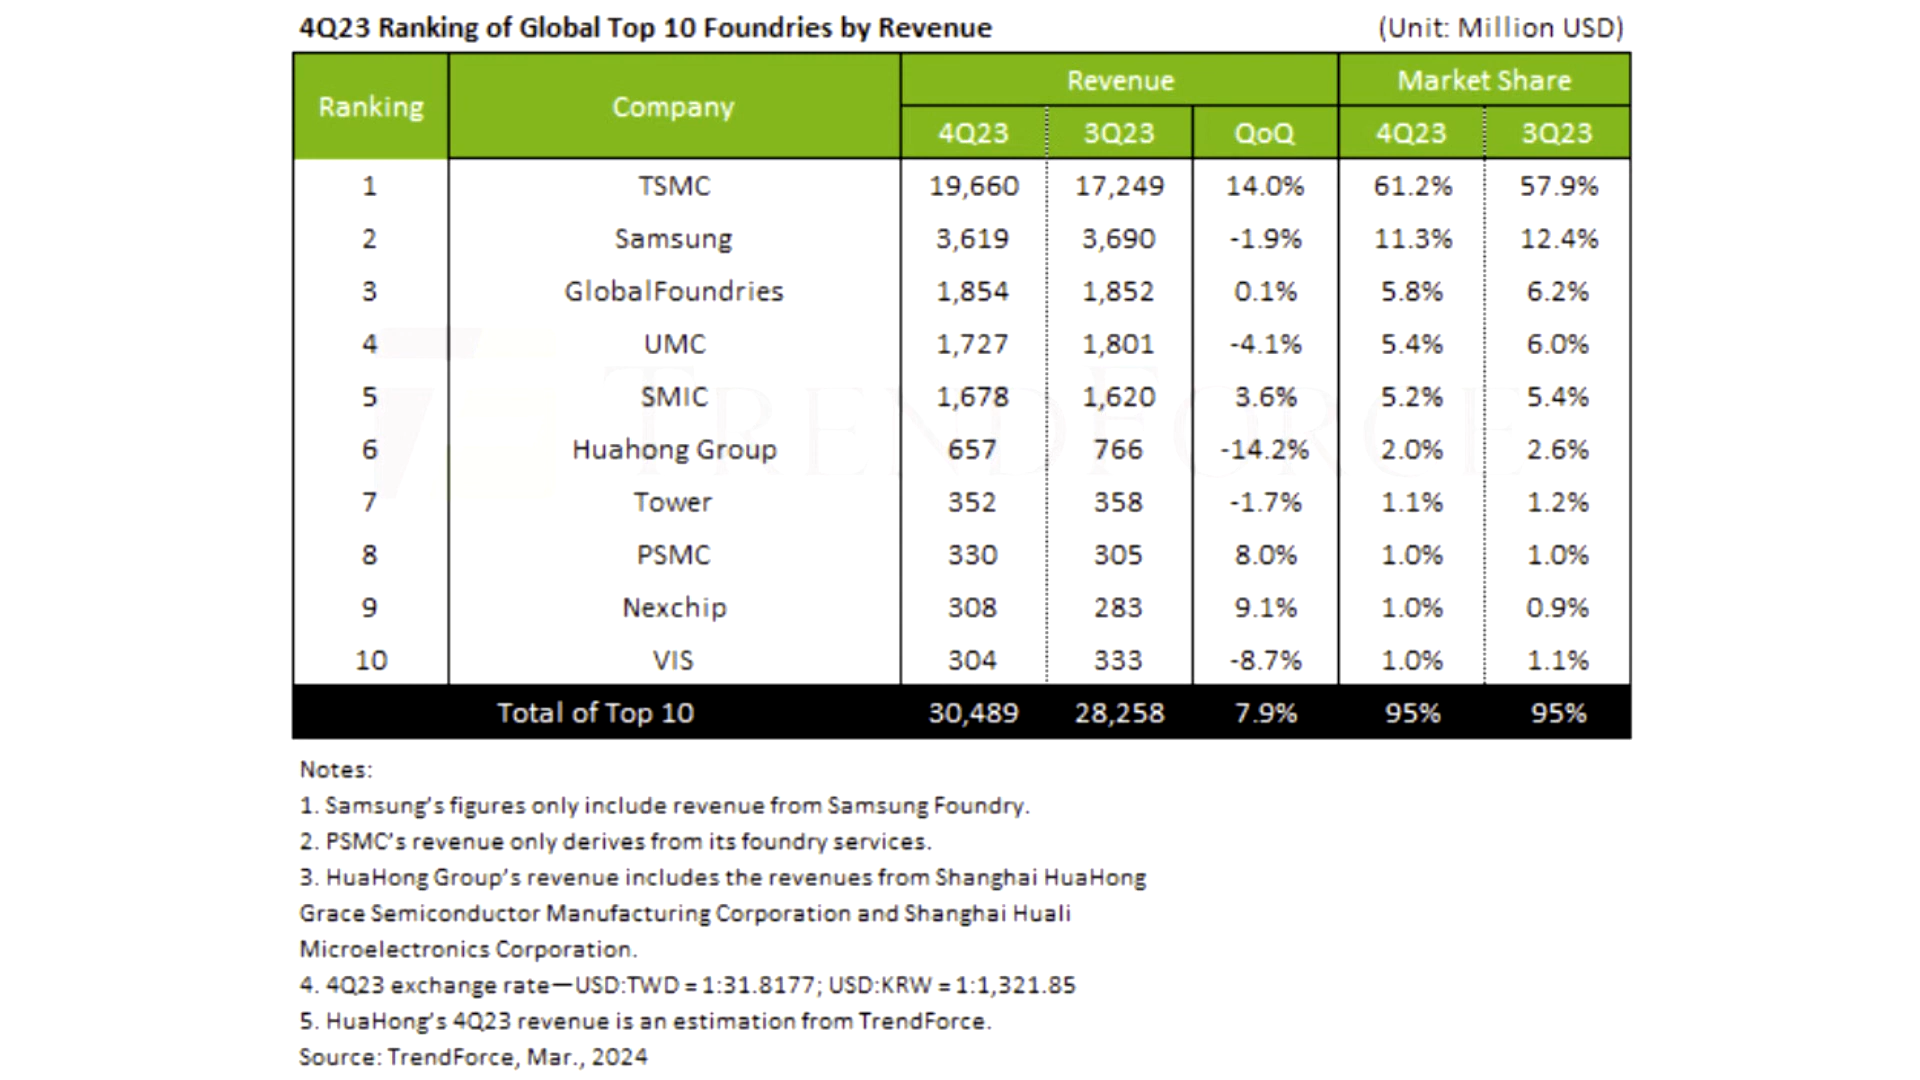 4Q23 Ranking of Global Top 10 Foundries by Revenue (Unit: Million USD)
Ranking Company Revenue Market Share
4Q23 3Q23 QoQ 4Q23 3Q23
1 TSMC 19,660 17,249 14.0% 61.2% 57.9%
2 Samsung 3,619 3,690 -1.9% 11.3% 12.4%
3 GlobalFoundries 1,854 1,852 0.1% 5.8% 6.2%
4 UMC 1,727 1,801 -4.1% 5.4% 6.0%
5 SMIC 1,678 1,620 3.6% 5.2% 5.4%
TRENDFORCE
6 Huahong Group 657 766 -14.2% 2.0% 2.6%
7 Tower 352 358 -1.7% 1.1% 1.2%
8 PSMC 330 305 8.0% 1.0% 1.0%
9 Nexchip 308 283 9.1% 1.0% 0.9%
10 VIS 304 333 -8.7% 1.0% 1.1%
Total of Top 10 30,489 28,258 7.9% 95% 95%
Notes:
1. Samsung's figures only include revenue from Samsung Foundry.
2. PSMC's revenue only derives from its foundry services.
3. HuaHong Group's revenue includes the revenues from Shanghai HuaHong
Grace Semiconductor Manufacturing Corporation and Shanghai Huali
Microelectronics Corporation.
4. 4Q23 exchange rate—USD:TWD = 1:31.8177; USD:KRW = 1:1,321.85
5. HuaHong's 4Q23 revenue is an estimation from TrendForce.
Source: TrendForce, Mar., 2024